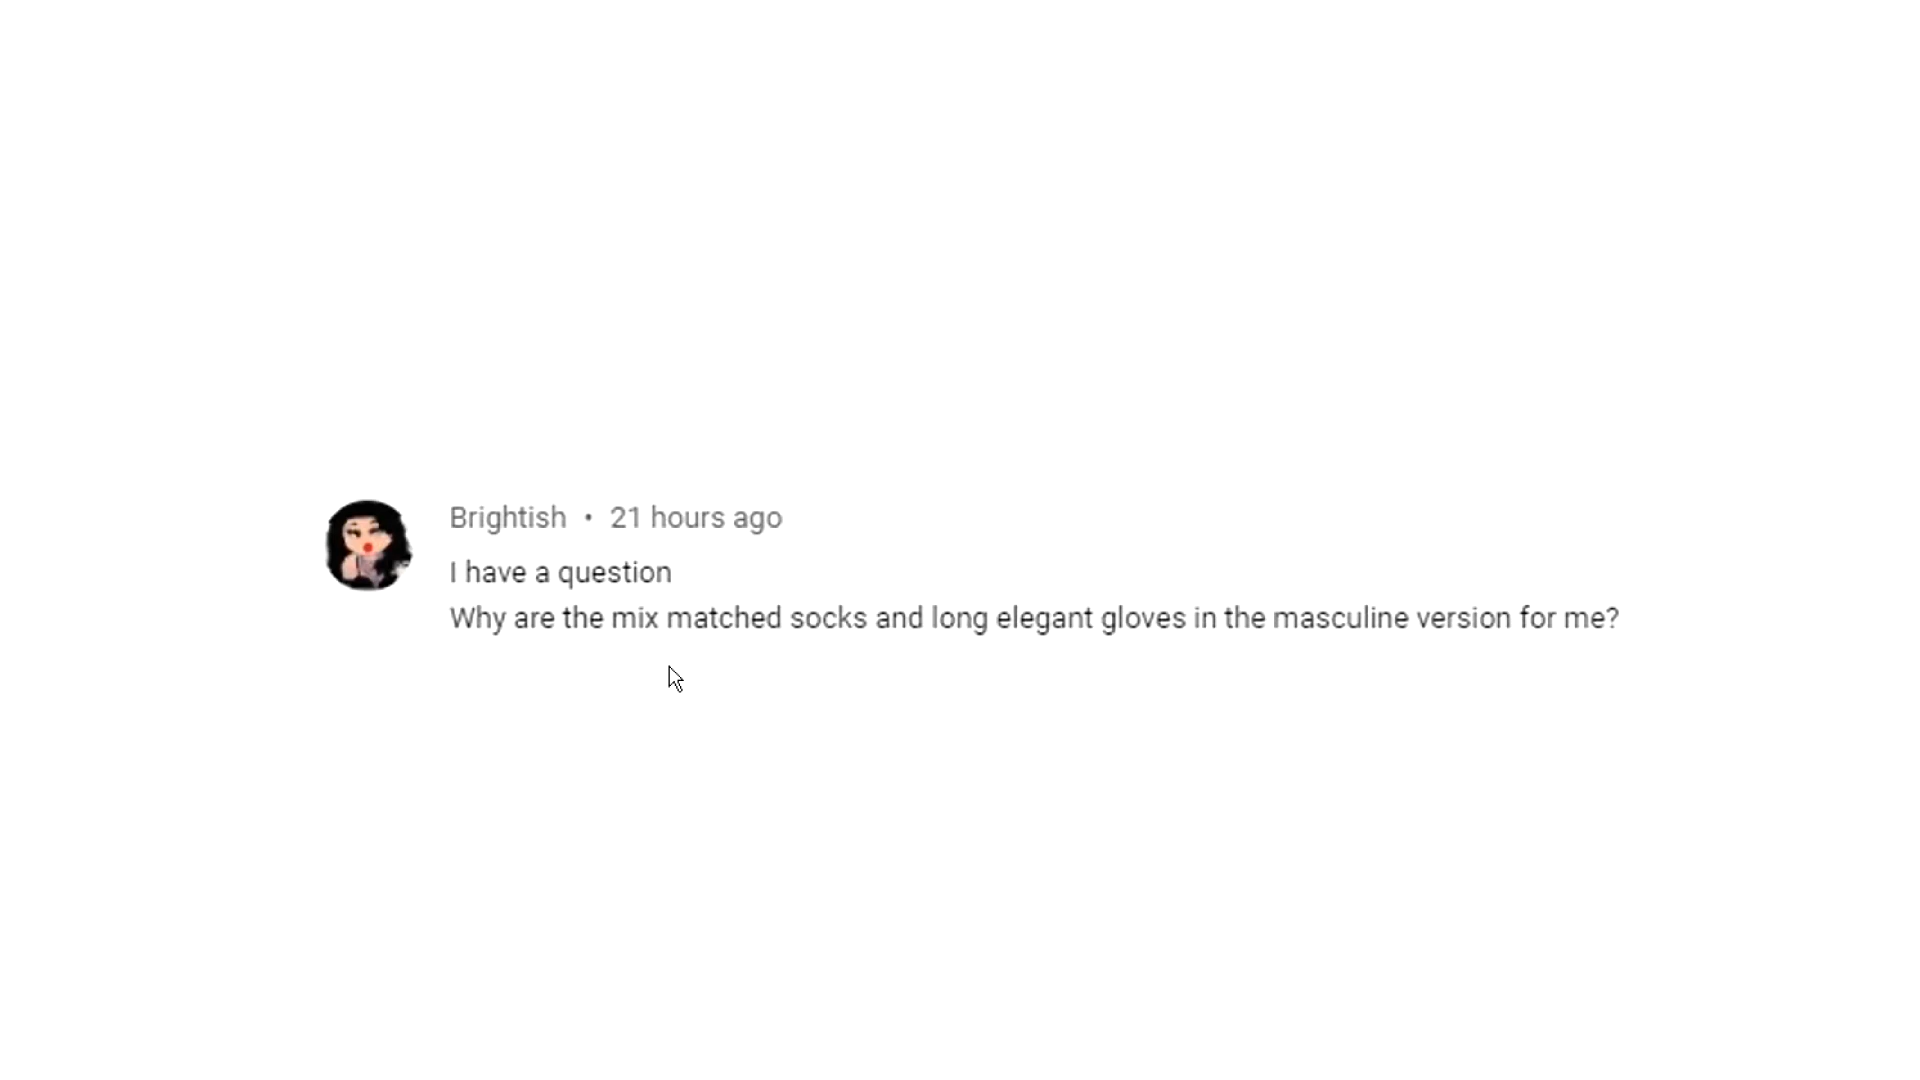 Brightish • 21 hours ago
I have a question
Why are the mix matched socks and long elegant gloves in the masculine version for me?